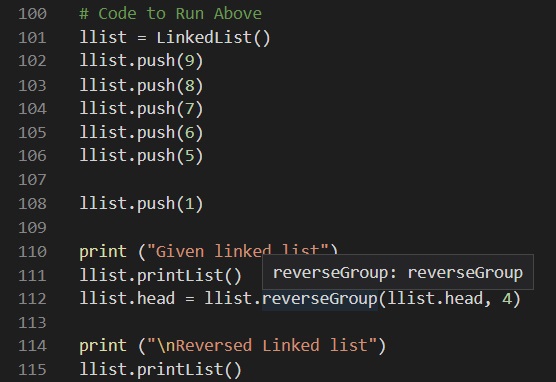 100 # Code to Run Above
101 llist = LinkedList()
102 llist.push(9)
103 llist.push(8)
104 llist.push(7)
105 llist.push(6)
106 llist.push(5)
107
108 llist.push(1)
109
110 print ("Given linked list")
reverseGroup: reverseGroup
111 llist.printList()
112 llist.head = llist.reverseGroup(llist.head, 4)
113
114 print ("\nReversed Linked list")
115 llist.printList()